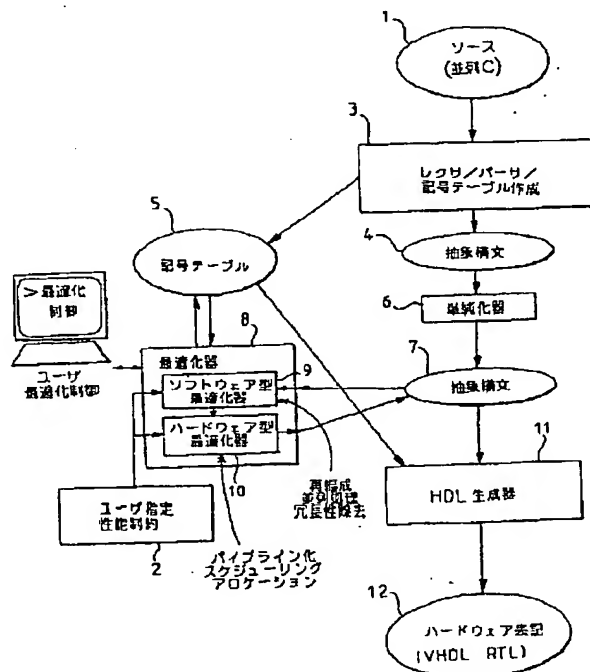 1
ソース
(並列C)
3
レクサ/パーサ/
記号テーブル作成
5
記号テーブル
4
抽象構文
6
単純化器
7
抽象構文
> 最適化
制御
ユーザ
最適化制御
8
最適化器
9
ソフトウェア型
最適化器
ハードウェア型
最適化器
10
ユーザ指定
性能制約
2
再編成
並列処理
冗長性除去
パイプライン化
スケジューリング
アロケーション
11
HDL 生成器
12
ハードウェア表記
(VHDL RTL)